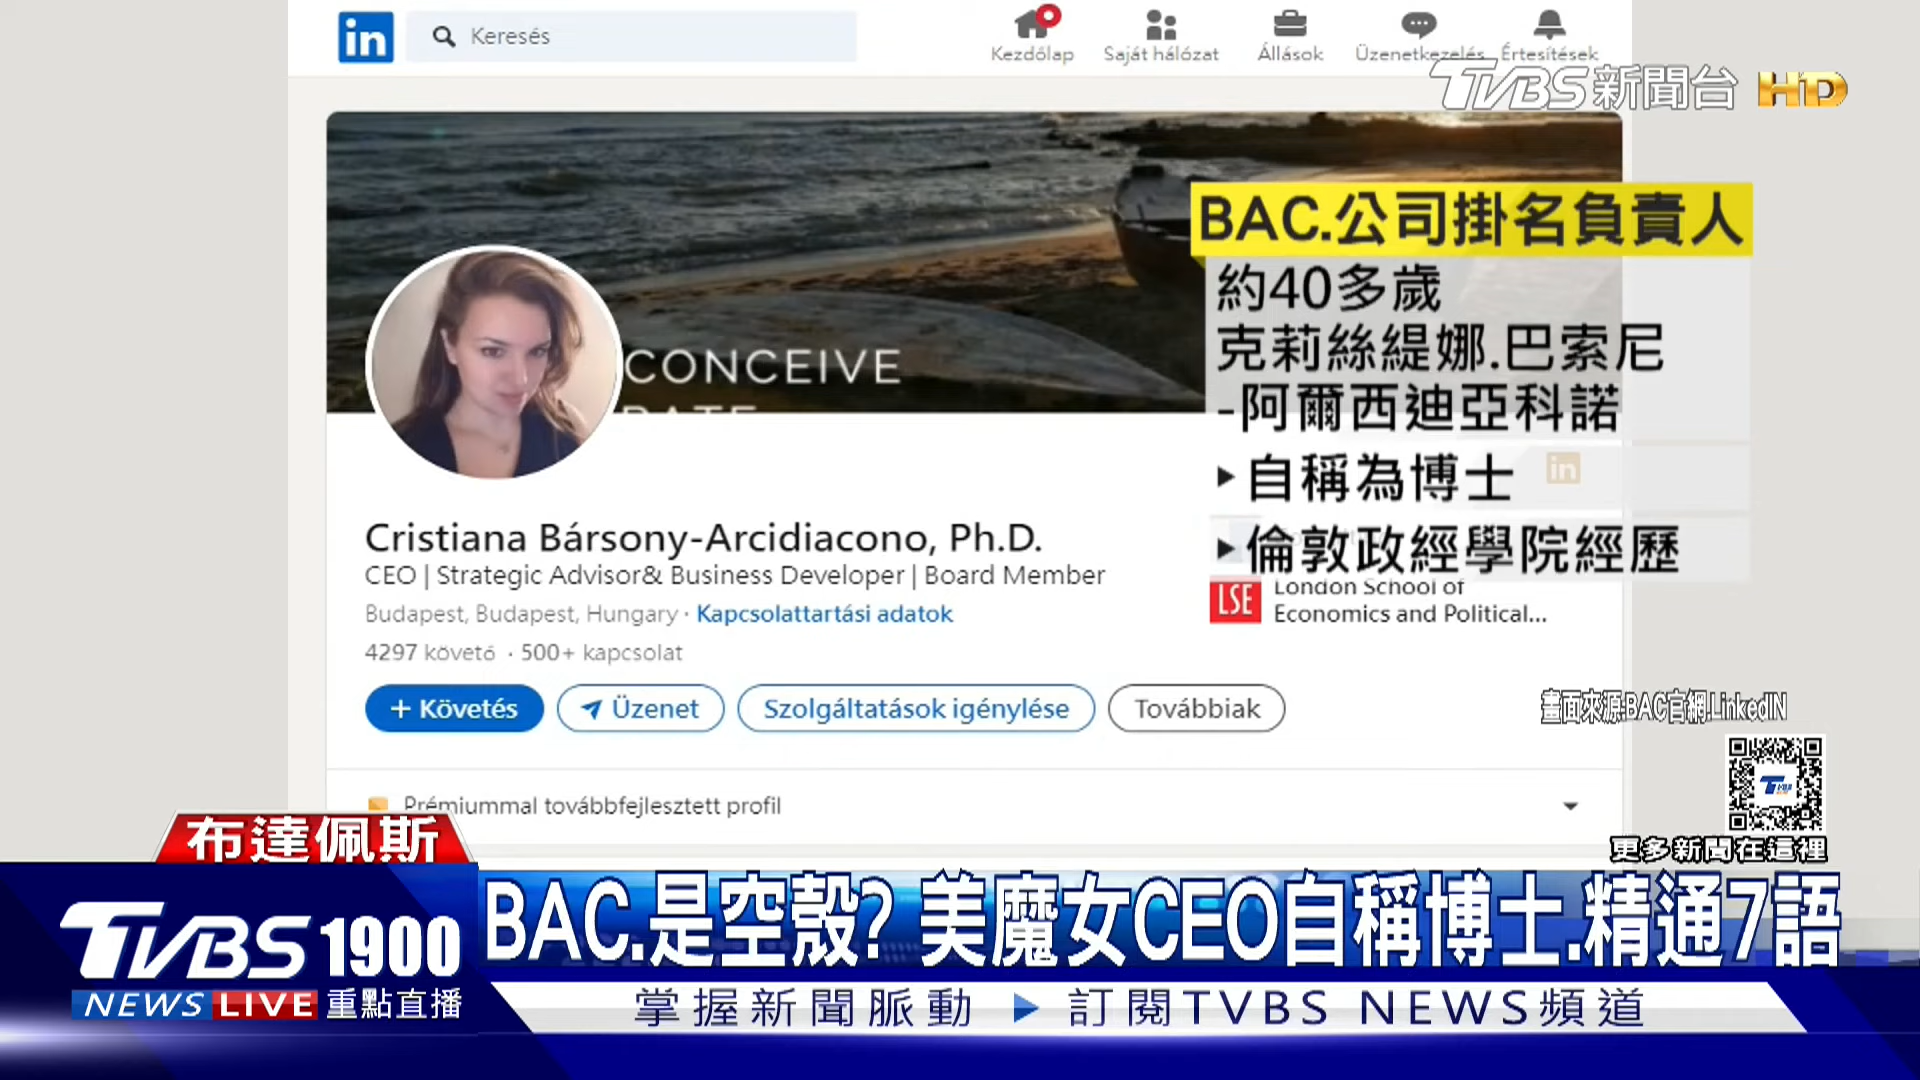 in
Keresés
Kezdőlap
Saját hálózat
Állások
Üzenetkezelés
Értesítések
TVBS新聞台 HD
CONCEIVE
BAC.公司掛名負責人
約40多歲
克莉絲緹娜.巴索尼
-阿爾西迪亞科諾
▸自稱為博士
in
▸倫敦政經學院經歷
Cristiana Bársony-Arcidiacono, Ph.D.
CEO | Strategic Advisor& Business Developer | Board Member
Budapest, Budapest, Hungary · Kapcsolattartási adatok
4297 követő · 500+ kapcsolat
LSE
London School of
Economics and Political...
+ Követés
Üzenet
Szolgáltatások igénylése
Továbbiak
畫面來源:BAC官網.LinkedIN
Prémiummal továbbfejlesztett profil
TVBS
更多新聞在這裡
布達佩斯
BAC.是空殼? 美魔女CEO自稱博士.精通7語
TVBS 1900
NEWS LIVE 重點直播
掌握新聞脈動 ▶ 訂閱TVBS NEWS頻道